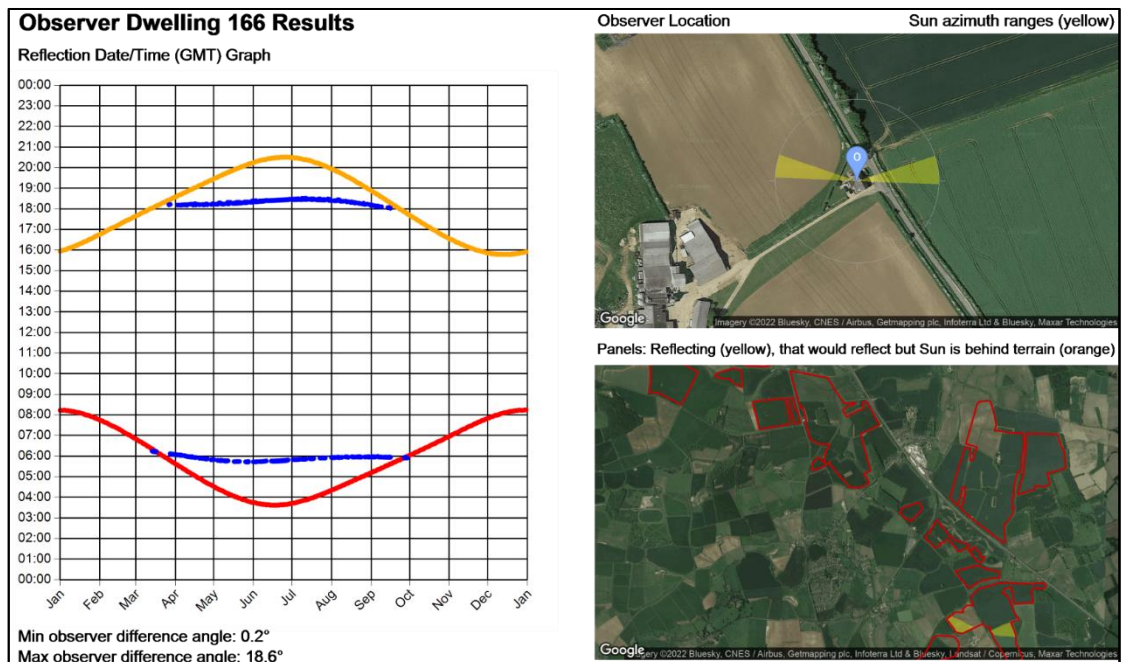 Observer Dwelling 166 Results
Reflection Date/Time (GMT) Graph
00:00
23:00
22:00
21:00
20:00
19:00
18:00
17:00
16:00
15:00
14:00
13:00
12:00
11:00
10:00
09:00
08:00
07:00
06:00
05:00
04:00
03:00
02:00
01:00
00:00
Jan Feb Mar Apr May Jun Jul Aug Sep Oct Nov Dec Jan
Min observer difference angle: 0.2°
Max observer difference angle: 18.6°
Observer Location Sun azimuth ranges (yellow)
O
Google Imagery ©2022 Bluesky, CNES / Airbus, Getmapping plc, Infoterra Ltd & Bluesky, Maxar Technologies
Panels: Reflecting (yellow), that would reflect but Sun is behind terrain (orange)
Google ©2022 Bluesky, CNES / Airbus, Getmapping plc, Infoterra Ltd & Bluesky, Landsat / Copernicus, Maxar Technologies